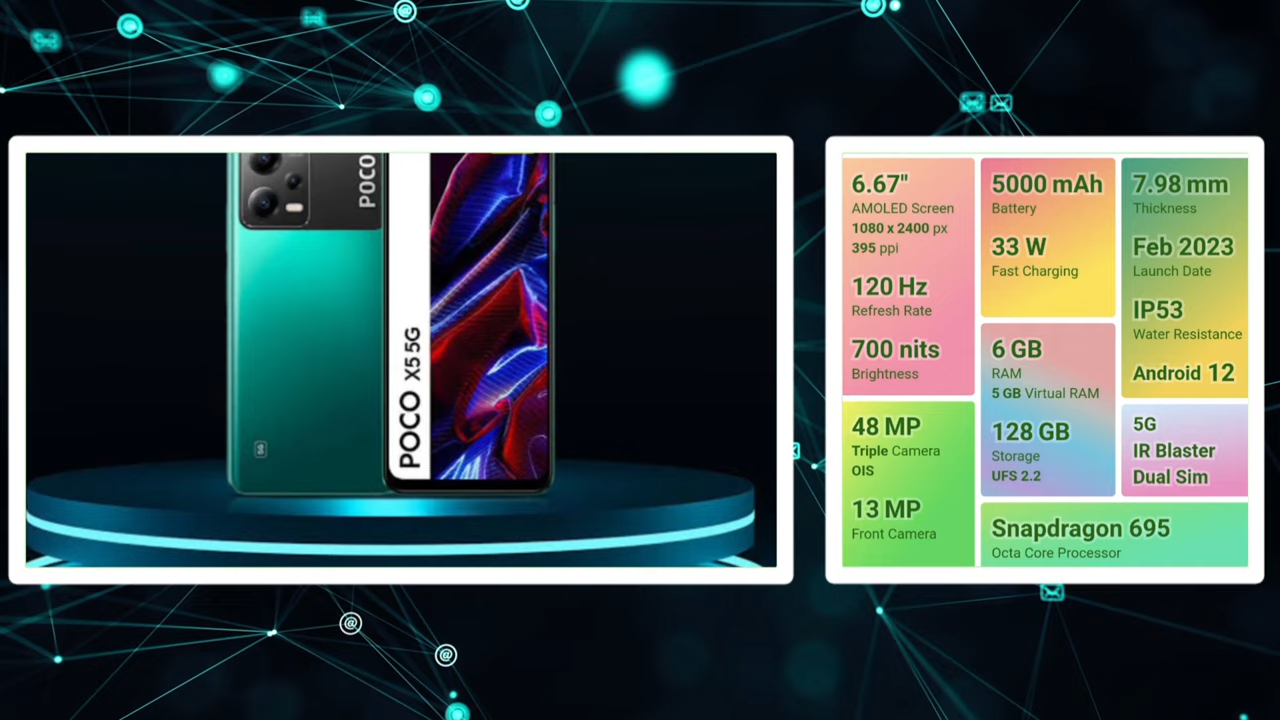 POCO
POCO X5 5G
5G
6.67"
AMOLED Screen
1080 x 2400 px
395 ppi
120 Hz
Refresh Rate
700 nits
Brightness
48 MP
Triple Camera
OIS
13 MP
Front Camera
5000 mAh
Battery
33 W
Fast Charging
6 GB
RAM
5 GB Virtual RAM
128 GB
Storage
UFS 2.2
7.98 mm
Thickness
Feb 2023
Launch Date
IP53
Water Resistance
Android 12
5G
IR Blaster
Dual Sim
Snapdragon 695
Octa Core Processor